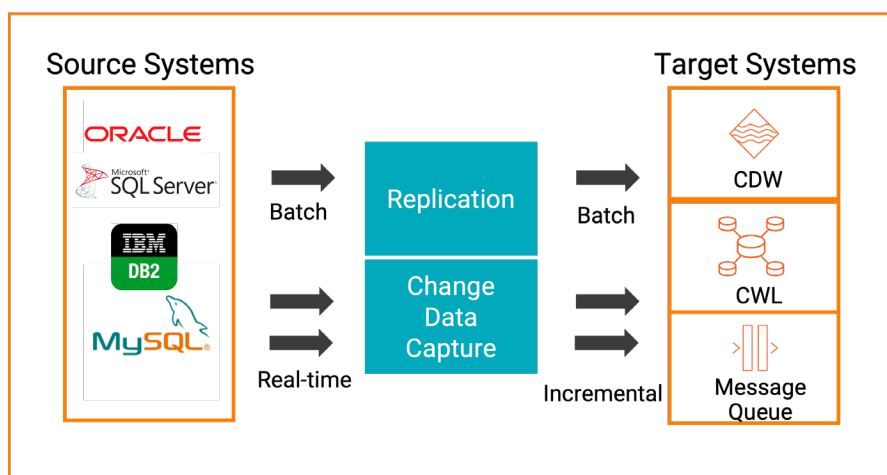 Source Systems
Target Systems
ORACLE
Microsoft®
SQL Server®
IBM
DB2
MySQL®
Batch
Real-time
Replication
Change
Data
Capture
Batch
Incremental
CDW
CWL
Message
Queue